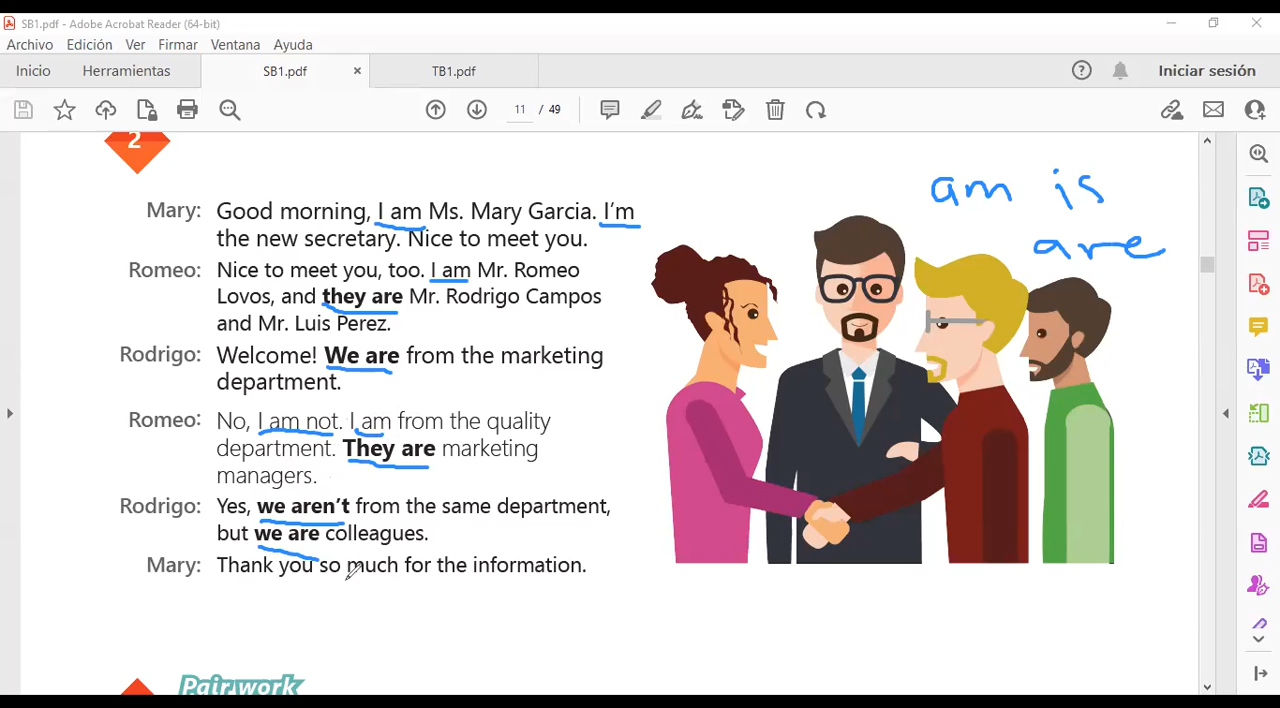 SB1.pdf - Adobe Acrobat Reader (64-bit)
Archivo Edición Ver Firmar Ventana Ayuda
Inicio Herramientas SB1.pdf × TB1.pdf Iniciar sesión
11 / 49
2
am is
are
Mary: Good morning, I am Ms. Mary Garcia. I'm
the new secretary. Nice to meet you.
Romeo: Nice to meet you, too. I am Mr. Romeo
Lovos, and they are Mr. Rodrigo Campos
and Mr. Luis Perez.
Rodrigo: Welcome! We are from the marketing
department.
Romeo: No, I am not. I am from the quality
department. They are marketing
managers.
Rodrigo: Yes, we aren't from the same department,
but we are colleagues.
Mary: Thank you so much for the information.
Pair work